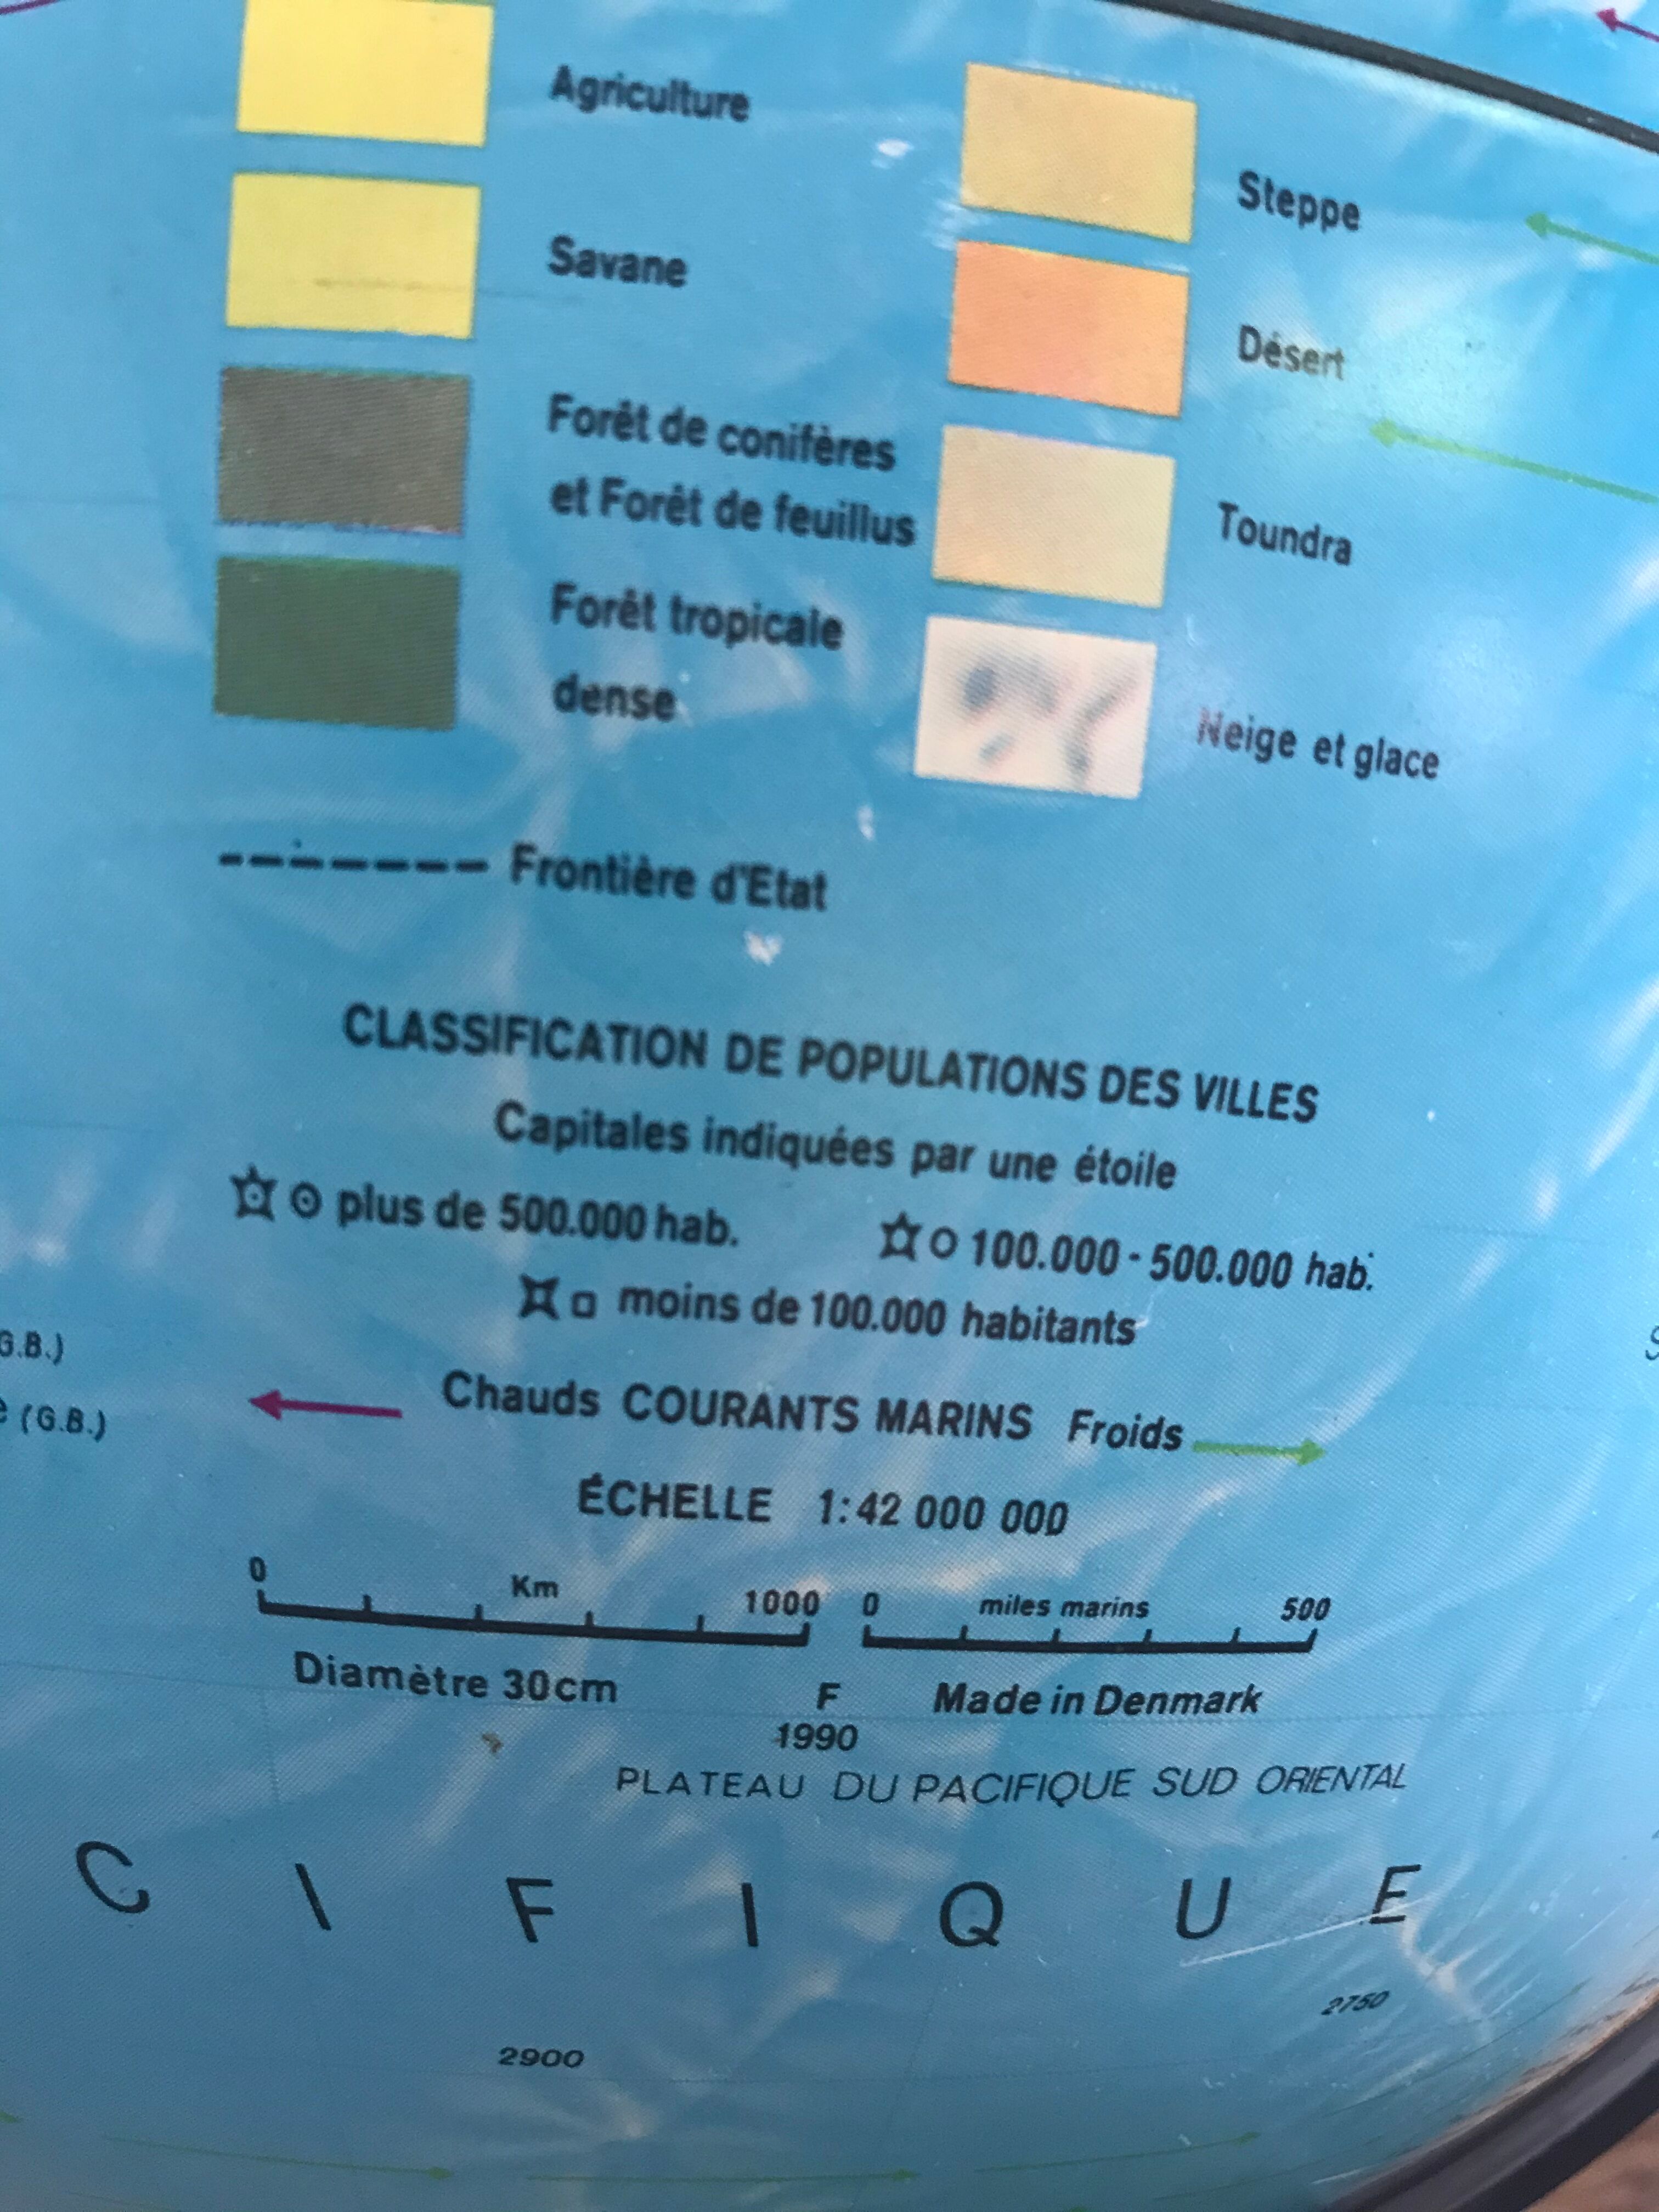 Agriculture
Savane
Forêt de conifères
et Forêt de feuillus
Forêt tropicale
dense
Steppe
Désert
Toundra
Neige et glace
Frontière d'Etat
CLASSIFICATION DE POPULATIONS DES VILLES
Capitales indiquées par une étoile
plus de 500.000 hab.
100.000 - 500.000 hab.
moins de 100.000 habitants
G.B.)
(G.B.)
Chauds COURANTS MARINS Froids
ÉCHELLE 1:42 000 000
0 Km 1000
0 miles marins 500
Diamètre 30cm
F
1990
Made in Denmark
PLATEAU DU PACIFIQUE SUD ORIENTAL
C I F I Q U E
2750
2900